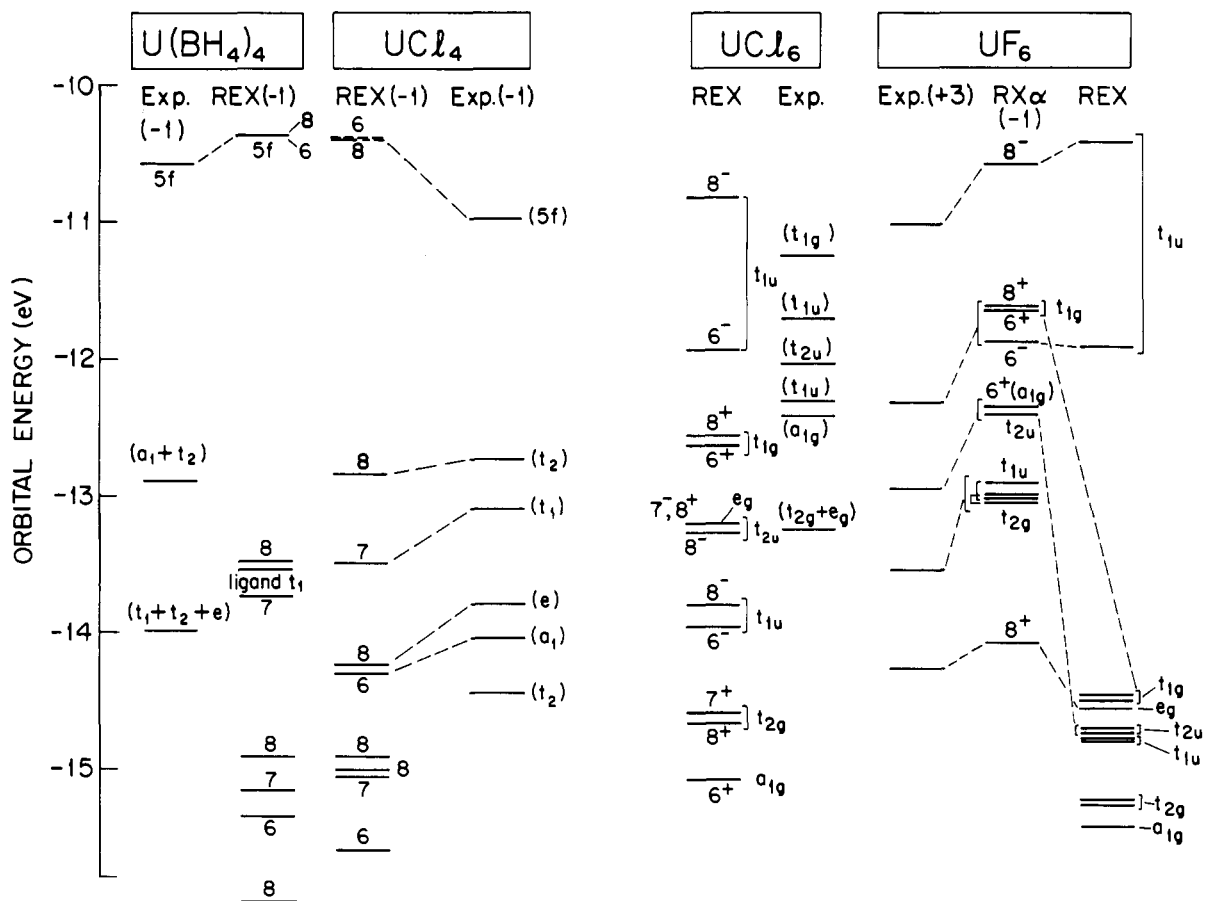 U(BH4)4
UCl4
UCl6
UF6
Exp.
(-1)
REX(-1)
REX(-1)
Exp.(-1)
REX
Exp.
Exp.(+3)
RXα
(-1)
REX
ORBITAL ENERGY (eV)
-10
-11
-12
-13
-14
-15
5f
(a1+t2)
(t1+t2+e)
8
5f
6
8
ligand t1
7
8
7
6
8
6
8
8
7
8
6
8
8
7
6
(5f)
(t2)
(t1)
(e)
(a1)
(t2)
8-
t1u
6-
8+
t1g
6+
7-,8+
eg
t2u
8-
8-
t1u
6-
7+
t2g
8+
a1g
6+
(t1g)
(t1u)
(t2u)
(t1u)
(a1g)
(t2g+eg)
8-
8+
t1g
6+
6-
6+(a1g)
t2u
t1u
t2g
8+
t1u
t1g
eg
t2u
t1u
t2g
a1g